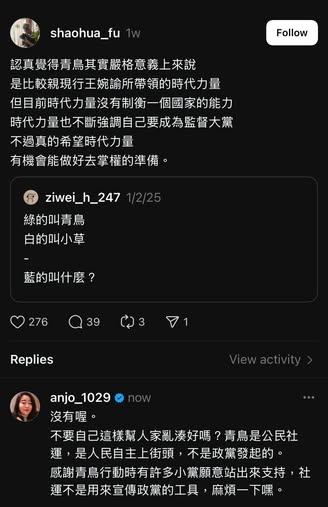 shaohua_fu 1w
Follow
認真覺得青鳥其實嚴格意義上來說
是比較親現行王婉諭所帶領的時代力量
但目前時代力量沒有制衡一個國家的能力
時代力量也不斷強調自己要成為監督大黨
不過真的希望時代力量
有機會能做好去掌權的準備。
ziwei_h_247 1/2/25
綠的叫青鳥
白的叫小草
-
藍的叫什麼？
276 39 3 1
Replies View activity
anjo_1029 now
沒有喔。
不要自己這樣幫人家亂湊好嗎？青鳥是公民社
運，是人民自主上街頭，不是政黨發起的。
感謝青鳥行動時有許多小黨願意站出來支持，社
運不是用來宣傳政黨的工具，麻煩一下嘿。